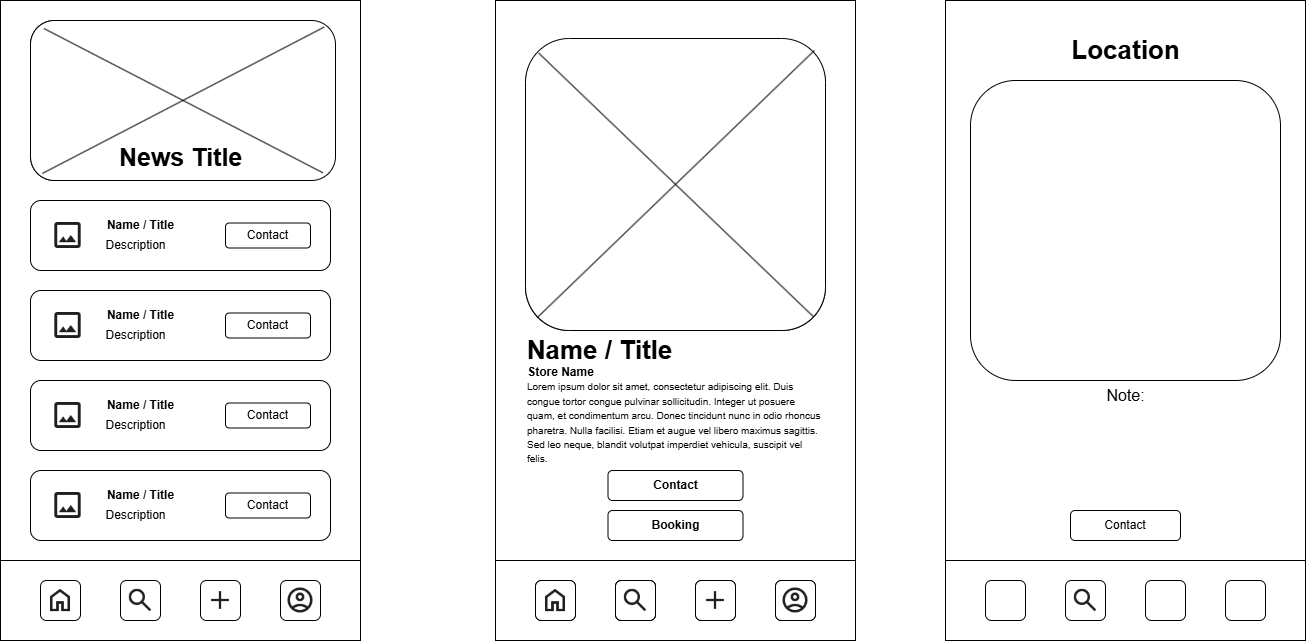 News Title
Name / Title
Description
Contact
Name / Title
Description
Contact
Name / Title
Description
Contact
Name / Title
Description
Contact
Name / Title
Store Name
Lorem ipsum dolor sit amet, consectetur adipiscing elit. Duis
congue tortor congue pulvinar sollicitudin. Integer ut posuere
quam, et condimentum arcu. Donec tincidunt nunc in odio rhoncus
pharetra. Nulla facilisi. Etiam et augue vel libero maximus sagittis.
Sed leo neque, blandit volutpat imperdiet vehicula, suscipit vel
felis.
Contact
Booking
Location
Note:
Contact